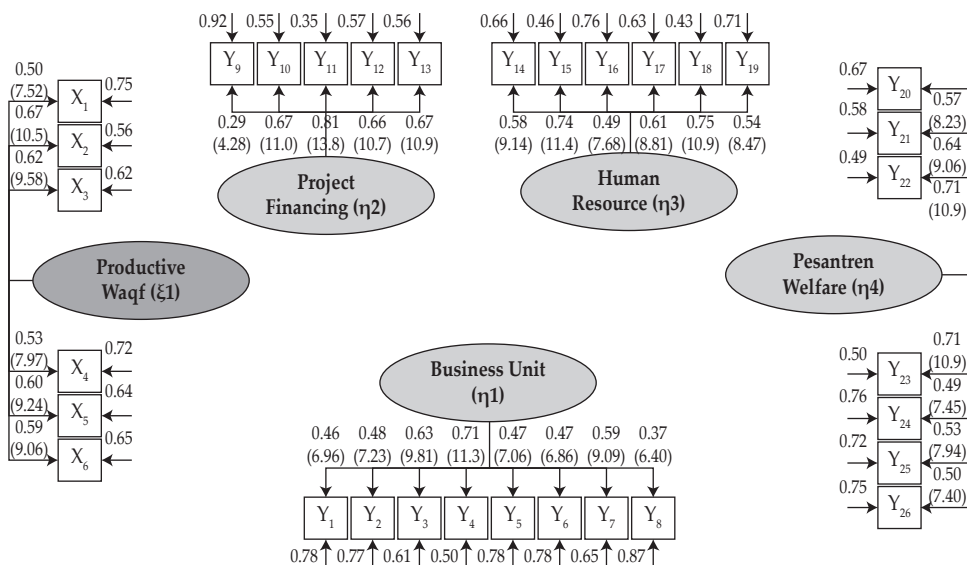 0.92 0.55 0.35 0.57 0.56
Y9 Y10 Y11 Y12 Y13
0.29 0.67 0.81 0.66 0.67
(4.28) (11.0) (13.8) (10.7) (10.9)
Project
Financing (η2)
0.66 0.46 0.76 0.63 0.43 0.71
Y14 Y15 Y16 Y17 Y18 Y19
0.58 0.74 0.49 0.61 0.75 0.54
(9.14) (11.4) (7.68) (8.81) (10.9) (8.47)
Human
Resource (η3)
0.50
(7.52) X1 0.75
0.67
(10.5) X2 0.56
0.62
(9.58) X3 0.62
0.67 Y20
0.57
(8.23)
0.58 Y21
0.64
(9.06)
0.49 Y22
0.71
(10.9)
Productive
Waqf (ξ1)
Pesantren
Welfare (η4)
0.53
(7.97) X4 0.72
0.60
(9.24) X5 0.64
0.59
(9.06) X6 0.65
Business Unit
(η1)
0.46 0.48 0.63 0.71 0.47 0.47 0.59 0.37
(6.96) (7.23) (9.81) (11.3) (7.06) (6.86) (9.09) (6.40)
Y1 Y2 Y3 Y4 Y5 Y6 Y7 Y8
0.78 0.77 0.61 0.50 0.78 0.78 0.65 0.87
0.71
0.50 Y23 (10.9)
0.49
0.76 Y24 (7.45)
0.53
0.72 Y25 (7.94)
0.50
0.75 Y26 (7.40)